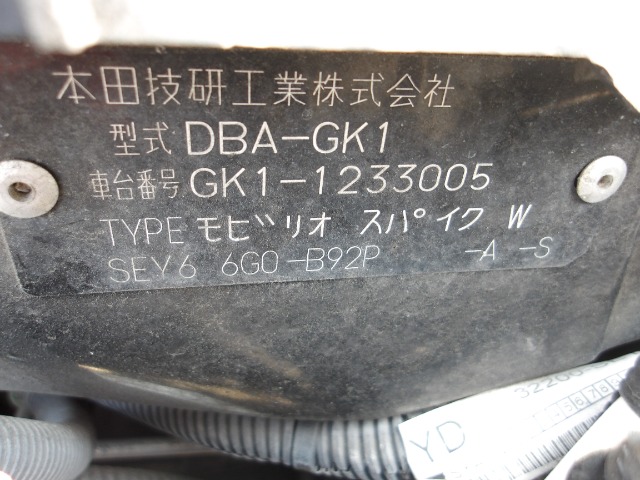 本田技研工業株式会社
型式 DBA-GK1
車台番号 GK1-1233005
TYPE モビリオ スパイク W
SEY6 6G0-B92P -A -S
YD